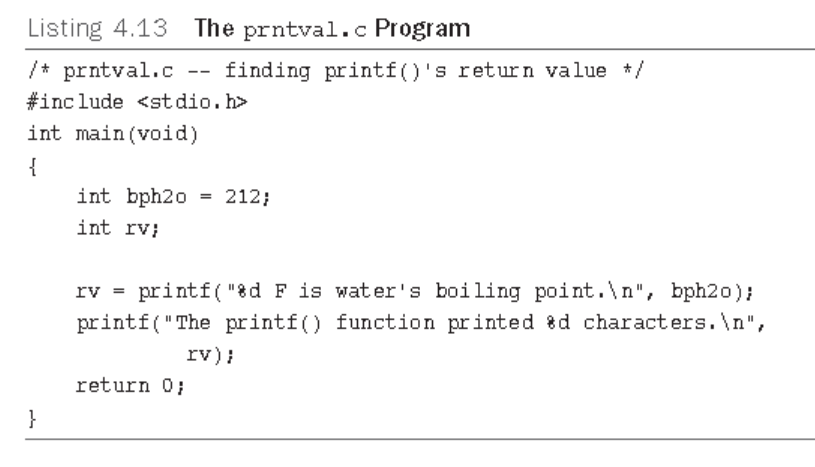 Listing 4.13 The prntval.c Program
/* prntval.c -- finding printf()'s return value */
#include <stdio.h>
int main(void)
{
    int bph2o = 212;
    int rv;

    rv = printf("%d F is water's boiling point.\n", bph2o);
    printf("The printf() function printed %d characters.\n",
            rv);
    return 0;
}